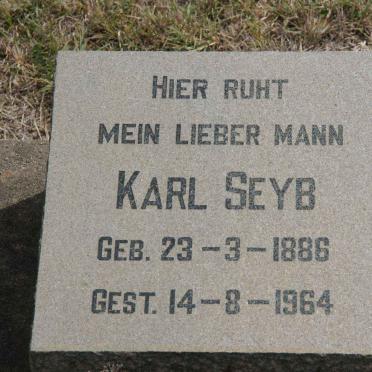 HIER RUHT
MEIN LIEBER MANN
KARL SEYB
GEB. 23-3-1886
GEST. 14-8-1964